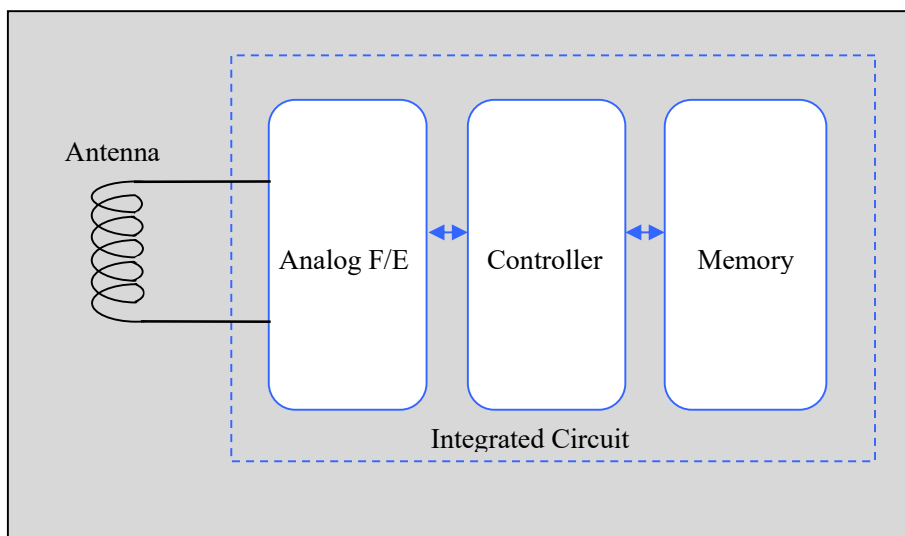 Antenna
Analog F/E
Controller
Memory
Integrated Circuit